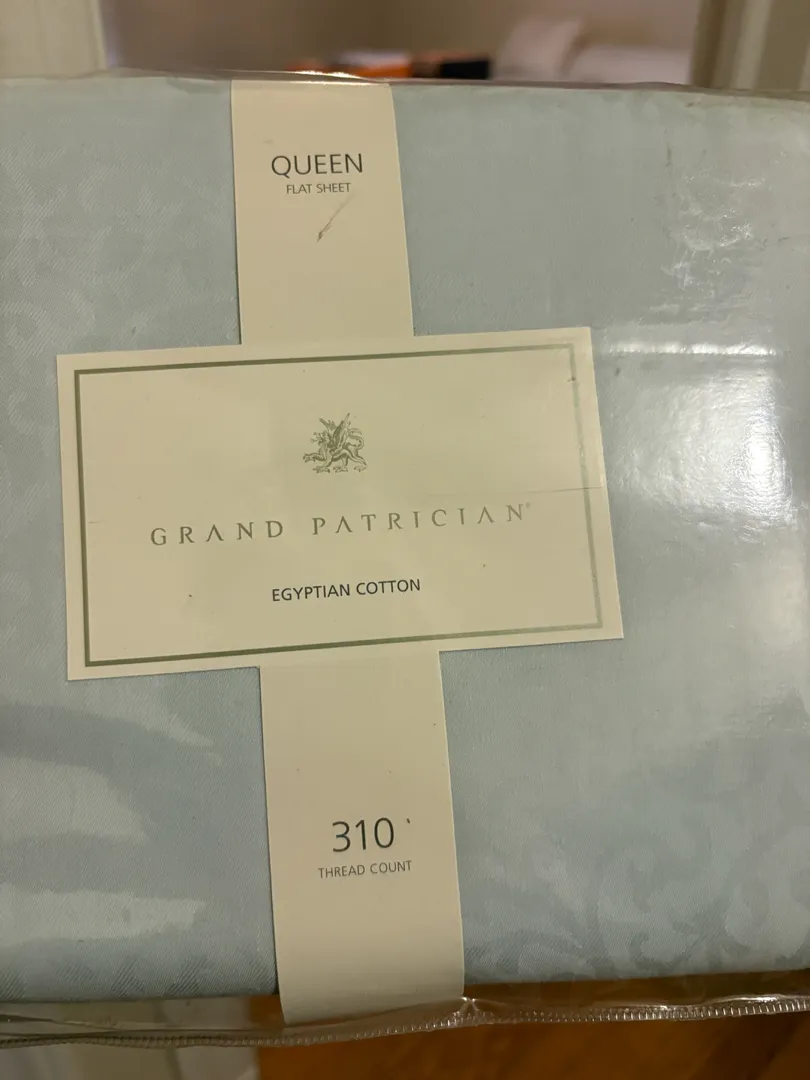 QUEEN
FLAT SHEET
GRAND PATRICIAN®
EGYPTIAN COTTON
310
THREAD COUNT